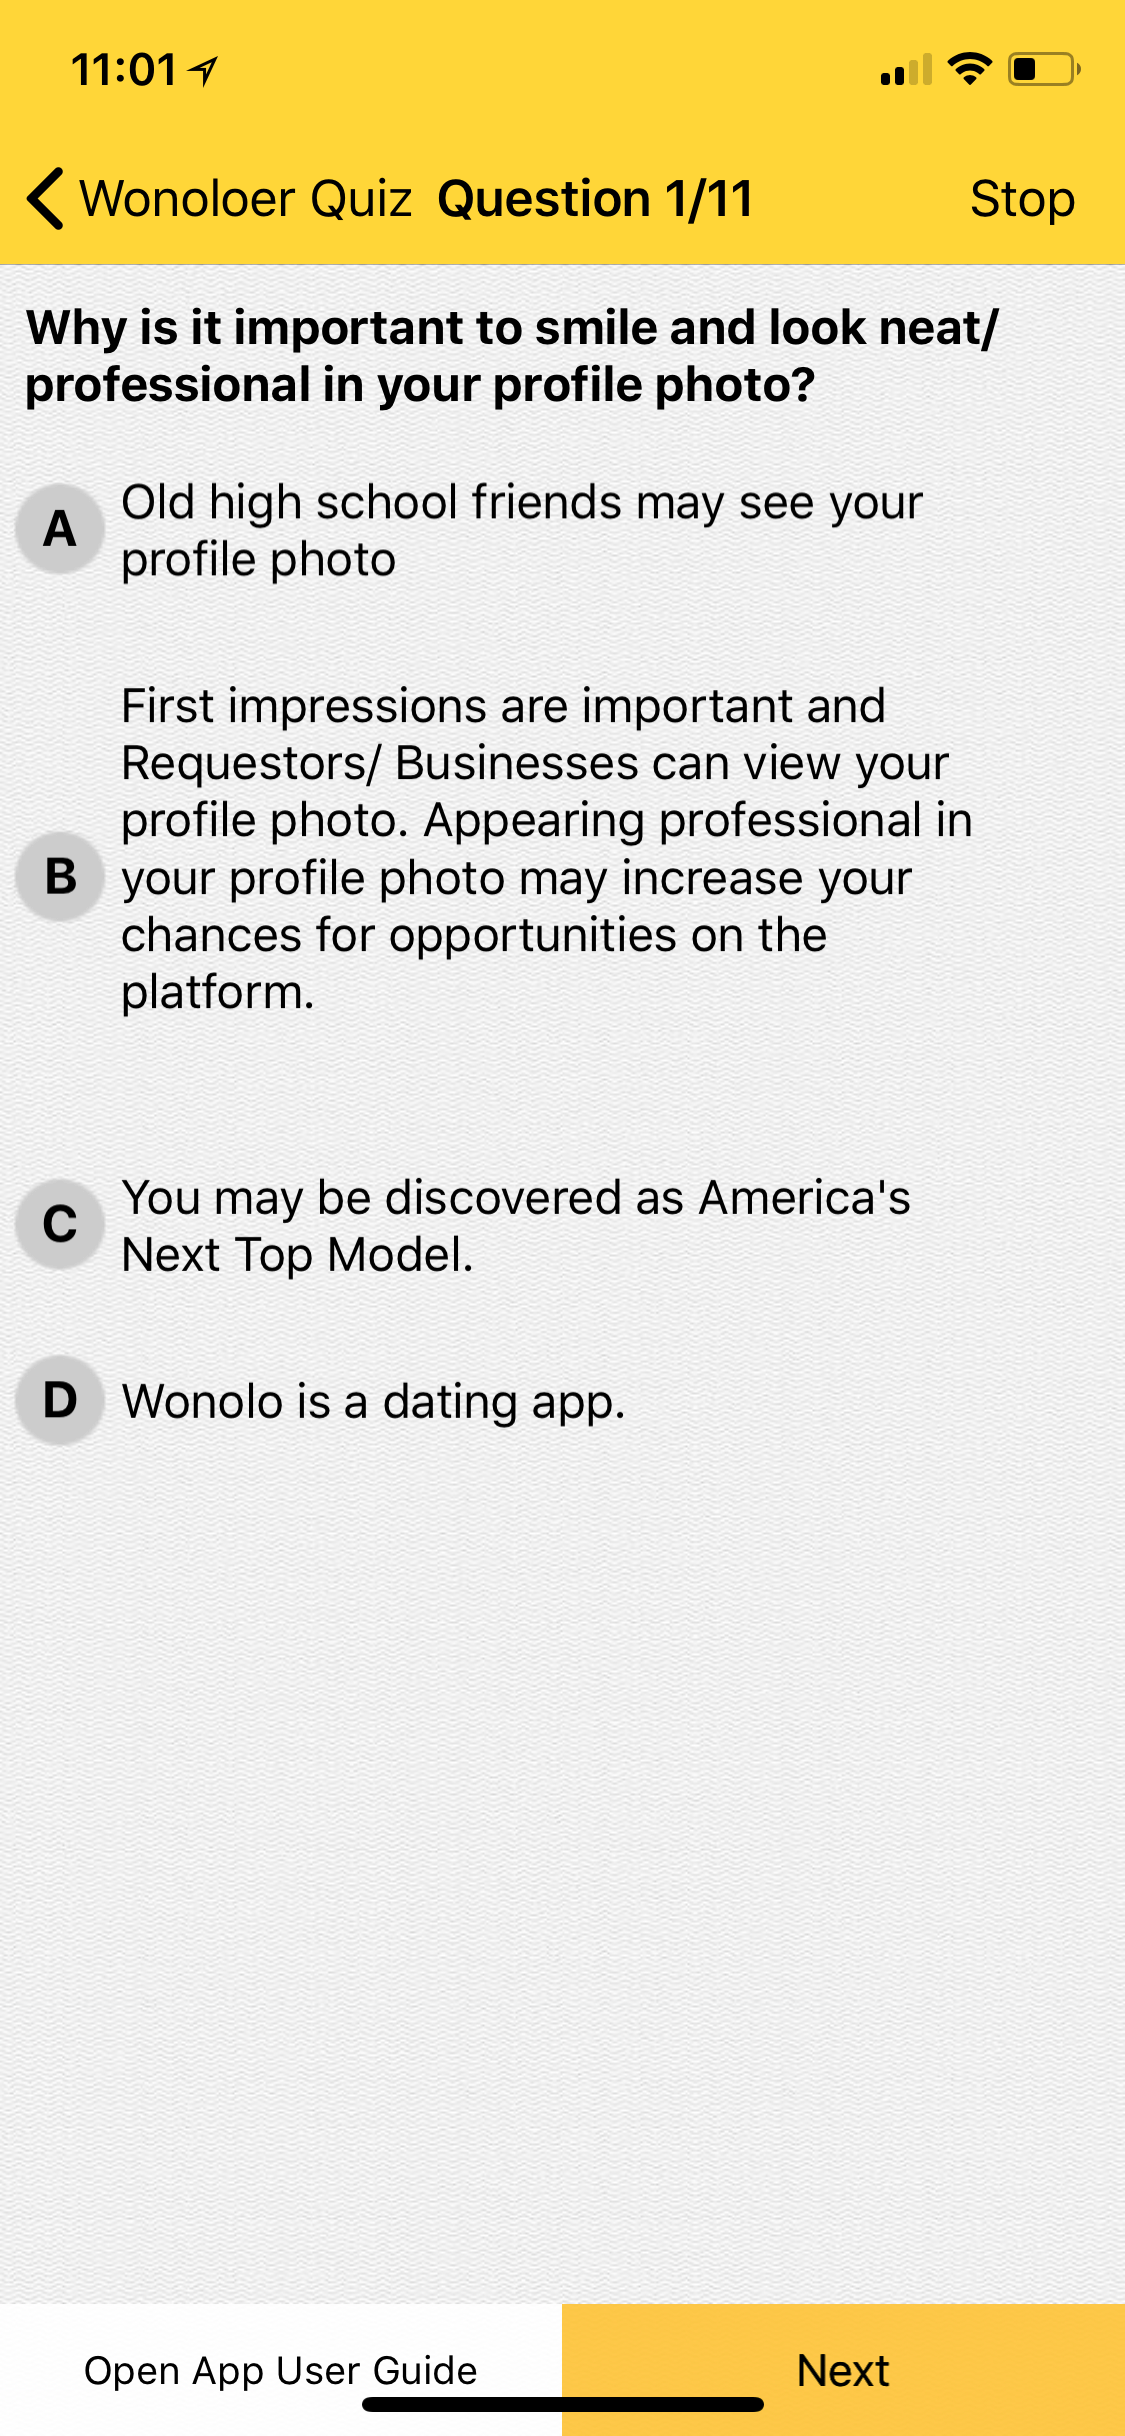 11:01
Wonoloer Quiz Question 1/11 Stop
Why is it important to smile and look neat/
professional in your profile photo?
A
Old high school friends may see your
profile photo
B
First impressions are important and
Requestors/ Businesses can view your
profile photo. Appearing professional in
your profile photo may increase your
chances for opportunities on the
platform.
C
You may be discovered as America's
Next Top Model.
D
Wonolo is a dating app.
Open App User Guide
Next